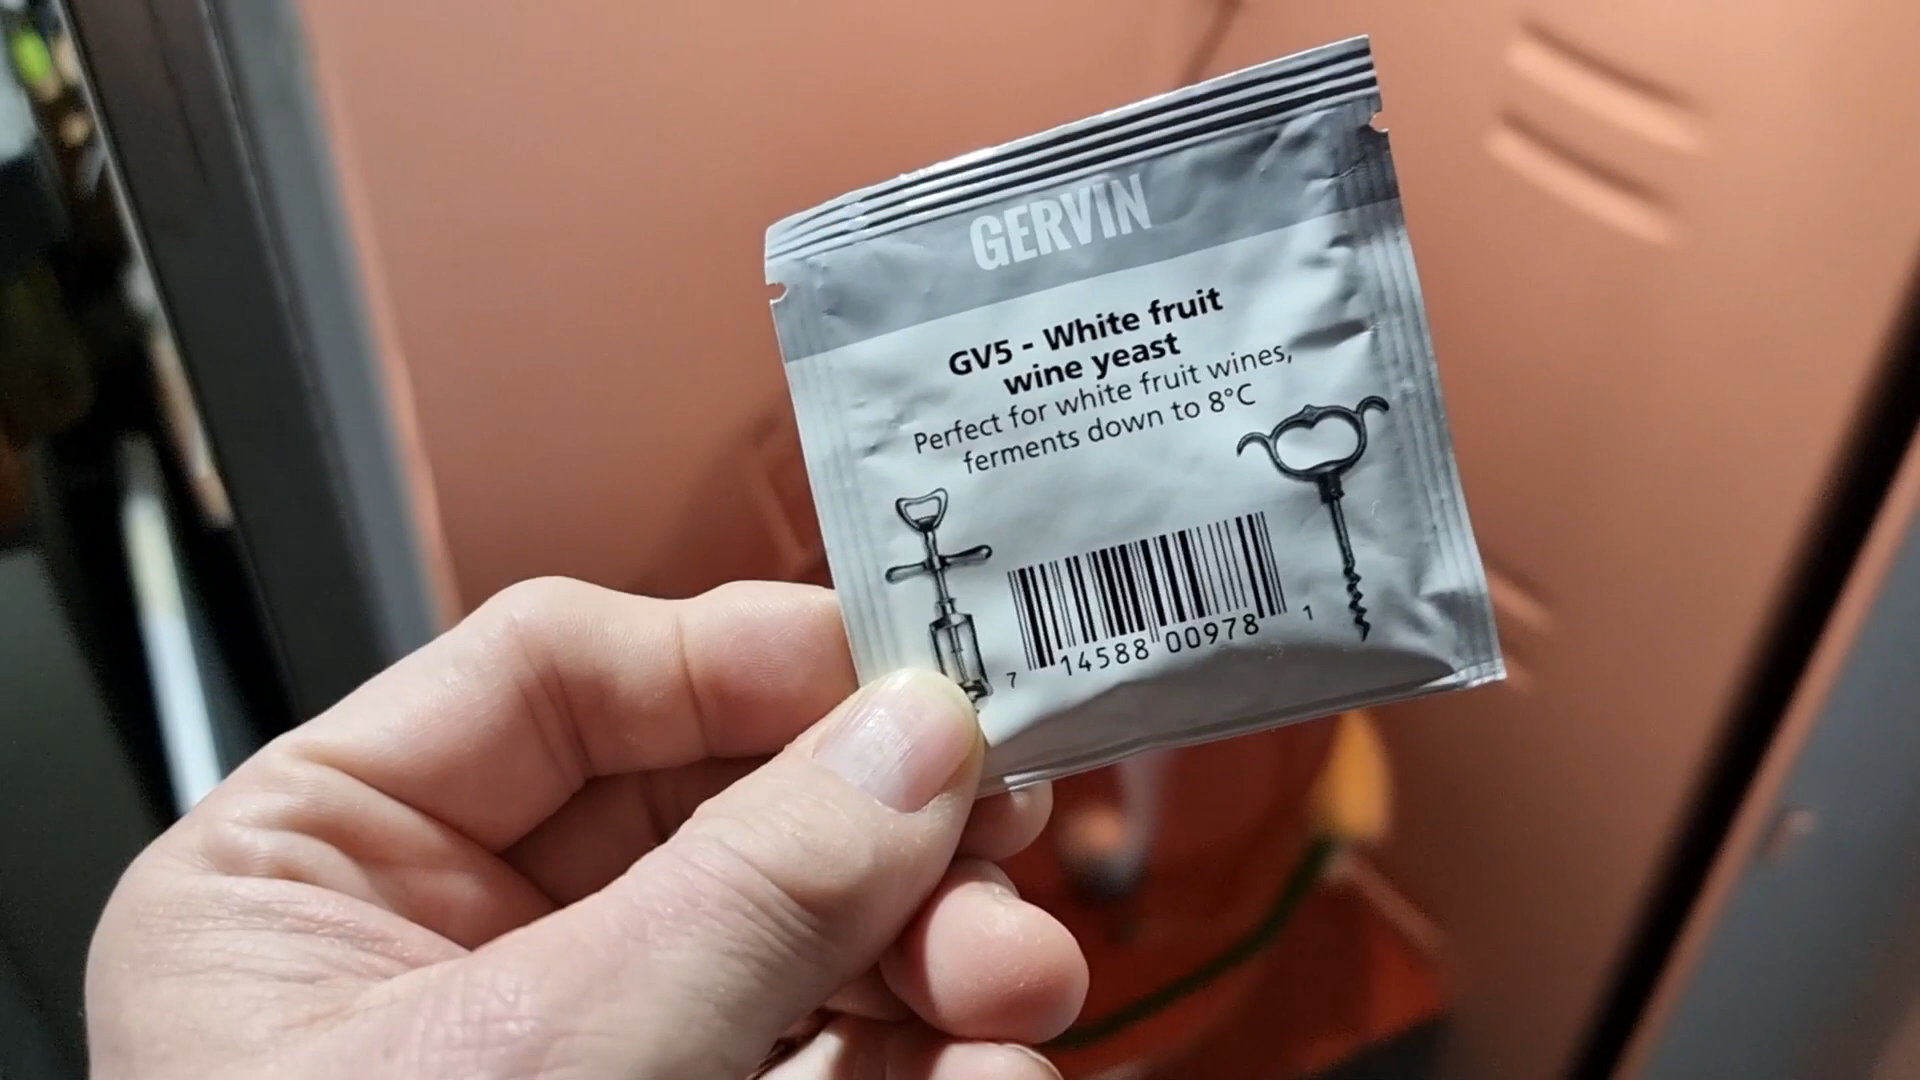 GERVIN
GV5 - White fruit
wine yeast
Perfect for white fruit wines,
ferments down to 8°C
7 14588 00978 1